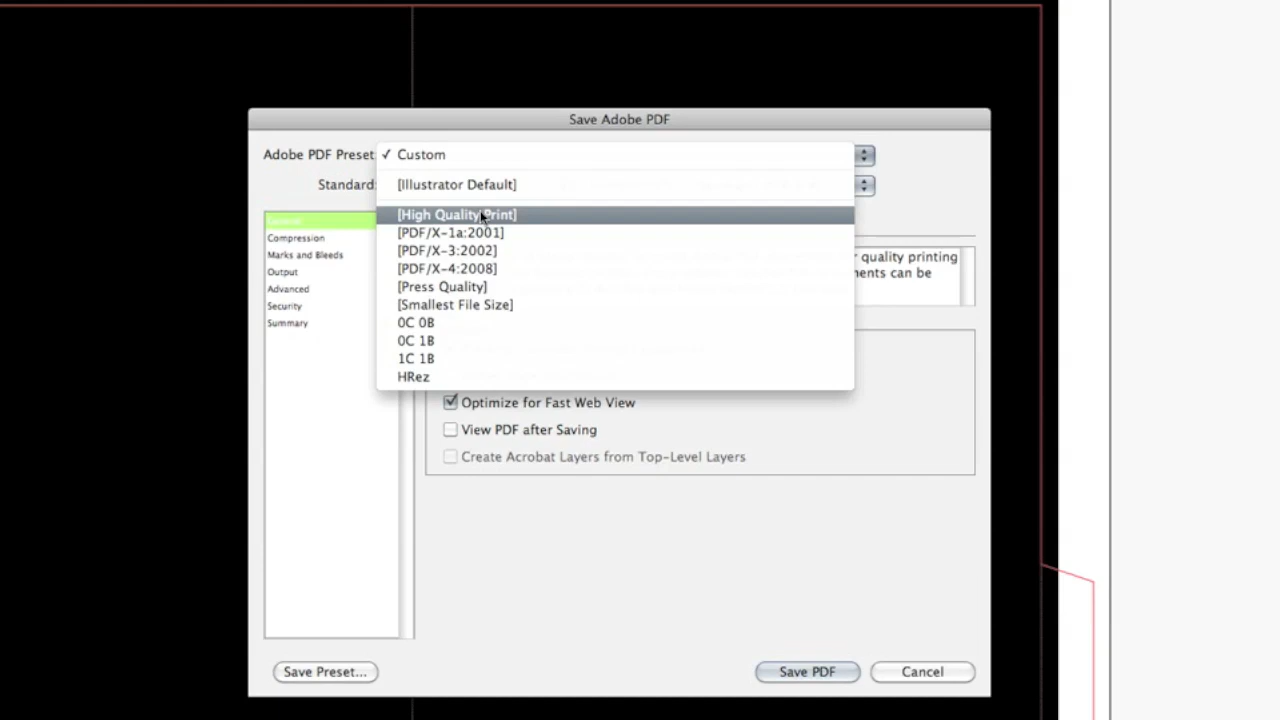 Save Adobe PDF
Adobe PDF Preset:
✓ Custom
Standard:
[Illustrator Default]
[High Quality Print]
[PDF/X-1a:2001]
[PDF/X-3:2002]
[PDF/X-4:2008]
[Press Quality]
[Smallest File Size]
0C 0B
0C 1B
1C 1B
HRez
General
Compression
Marks and Bleeds
Output
Advanced
Security
Summary
quality printing
ents can be
Optimize for Fast Web View
View PDF after Saving
Create Acrobat Layers from Top-Level Layers
Save Preset...
Save PDF
Cancel